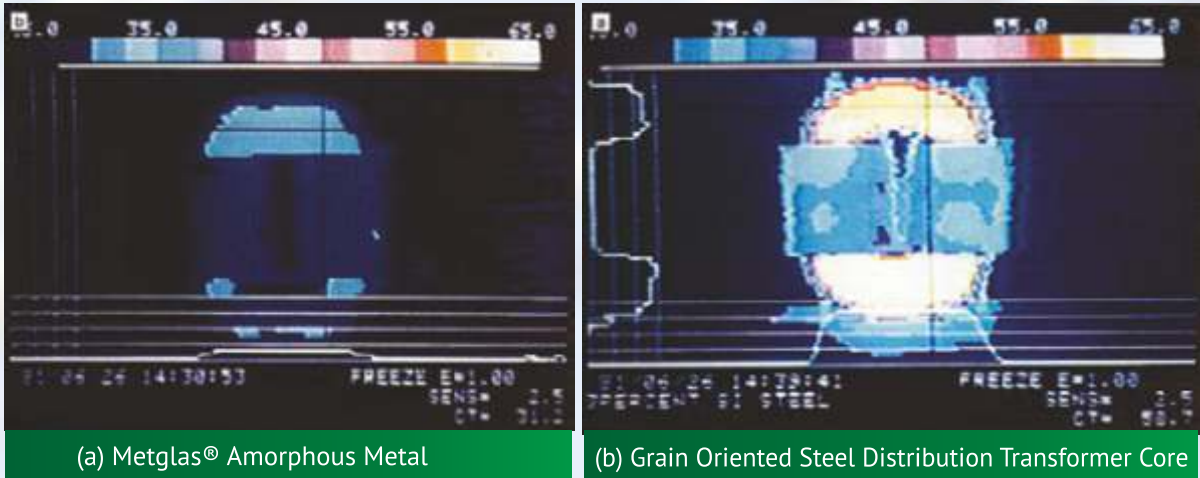 b
35.0 45.0 55.0 65.0
14:30:53 FREEZE E=1.00
SENS= 2.5
CT=
(a) Metglas® Amorphous Metal
a
35.0 45.0 55.0 65.0
14:39:41 FREEZE E=1.00
SI STEEL SENS= 2.5
CT=
(b) Grain Oriented Steel Distribution Transformer Core